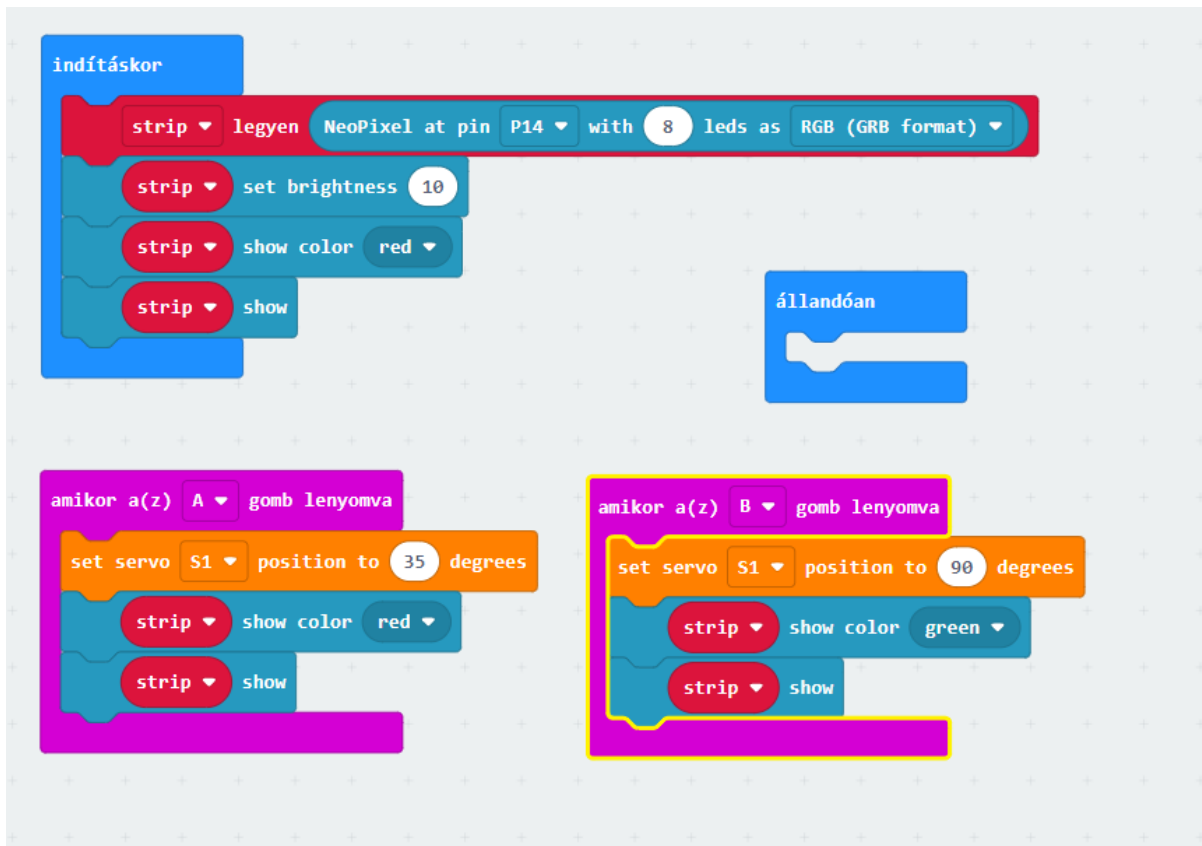 indításkor
strip legyen NeoPixel at pin P14 with 8 leds as RGB (GRB format)
strip set brightness 10
strip show color red
strip show
állandóan
amikor a(z) A gomb lenyomva
set servo S1 position to 35 degrees
strip show color red
strip show
amikor a(z) B gomb lenyomva
set servo S1 position to 90 degrees
strip show color green
strip show